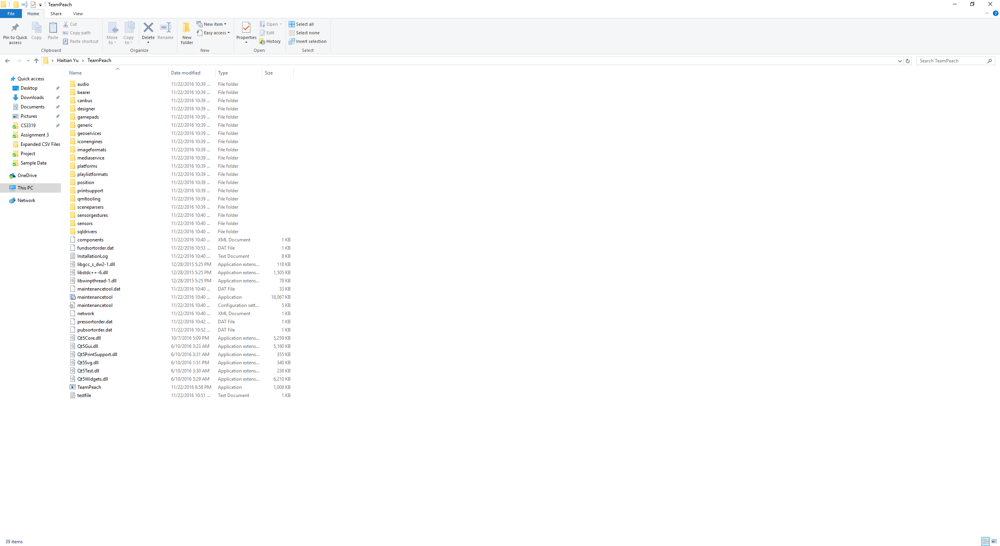 TeamPeach
File Home Share View
Pin to Quick access
Copy
Paste
Cut
Copy path
Paste shortcut
Clipboard
Move to
Copy to
Delete
Rename
Organize
New folder
New item
Easy access
New
Properties
Open
Edit
History
Open
Select all
Select none
Invert selection
Select
Haitian Yu > TeamPeach
Search TeamPeach
Quick access
Desktop
Downloads
Documents
Pictures
CS3319
Assignment 3
Expanded CSV Files
Project
Sample Data
OneDrive
This PC
Network
Name Date modified Type Size
audio 11/22/2016 10:39 ... File folder
bearer 11/22/2016 10:39 ... File folder
canbus 11/22/2016 10:39 ... File folder
designer 11/22/2016 10:39 ... File folder
gamepads 11/22/2016 10:39 ... File folder
generic 11/22/2016 10:39 ... File folder
geoservices 11/22/2016 10:39 ... File folder
iconengines 11/22/2016 10:39 ... File folder
imageformats 11/22/2016 10:39 ... File folder
mediaservice 11/22/2016 10:39 ... File folder
platforms 11/22/2016 10:39 ... File folder
playlistformats 11/22/2016 10:39 ... File folder
position 11/22/2016 10:39 ... File folder
printsupport 11/22/2016 10:39 ... File folder
qmltooling 11/22/2016 10:39 ... File folder
sceneparsers 11/22/2016 10:39 ... File folder
sensorgestures 11/22/2016 10:40 ... File folder
sensors 11/22/2016 10:40 ... File folder
sqldrivers 11/22/2016 10:40 ... File folder
components 11/22/2016 10:40 ... XML Document 1 KB
fundsortorder.dat 11/22/2016 10:53 ... DAT File 1 KB
InstallationLog 11/22/2016 10:40 ... Text Document 8 KB
libgcc_s_dw2-1.dll 12/28/2015 5:25 PM Application extens... 118 KB
libstdc++-6.dll 12/28/2015 5:25 PM Application extens... 1,505 KB
libwinpthread-1.dll 12/28/2015 5:25 PM Application extens... 78 KB
maintenancetool.dat 11/22/2016 10:40 ... DAT File 33 KB
maintenancetool 11/22/2016 10:40 ... Application 18,067 KB
maintenancetool 11/22/2016 10:40 ... Configuration sett... 5 KB
network 11/22/2016 10:40 ... XML Document 1 KB
pressortorder.dat 11/22/2016 10:42 ... DAT File 1 KB
pubsortorder.dat 11/22/2016 10:52 ... DAT File 1 KB
Qt5Core.dll 10/7/2016 5:09 PM Application extens... 5,259 KB
Qt5Gui.dll 6/10/2016 3:23 AM Application extens... 5,160 KB
Qt5PrintSupport.dll 6/10/2016 3:31 AM Application extens... 355 KB
Qt5Svg.dll 6/10/2016 1:51 PM Application extens... 340 KB
Qt5Test.dll 6/10/2016 3:30 AM Application extens... 238 KB
Qt5Widgets.dll 6/10/2016 3:29 AM Application extens... 6,210 KB
TeamPeach 11/22/2016 8:58 PM Application 1,008 KB
testfile 11/22/2016 10:51 ... Text Document 1 KB
39 items